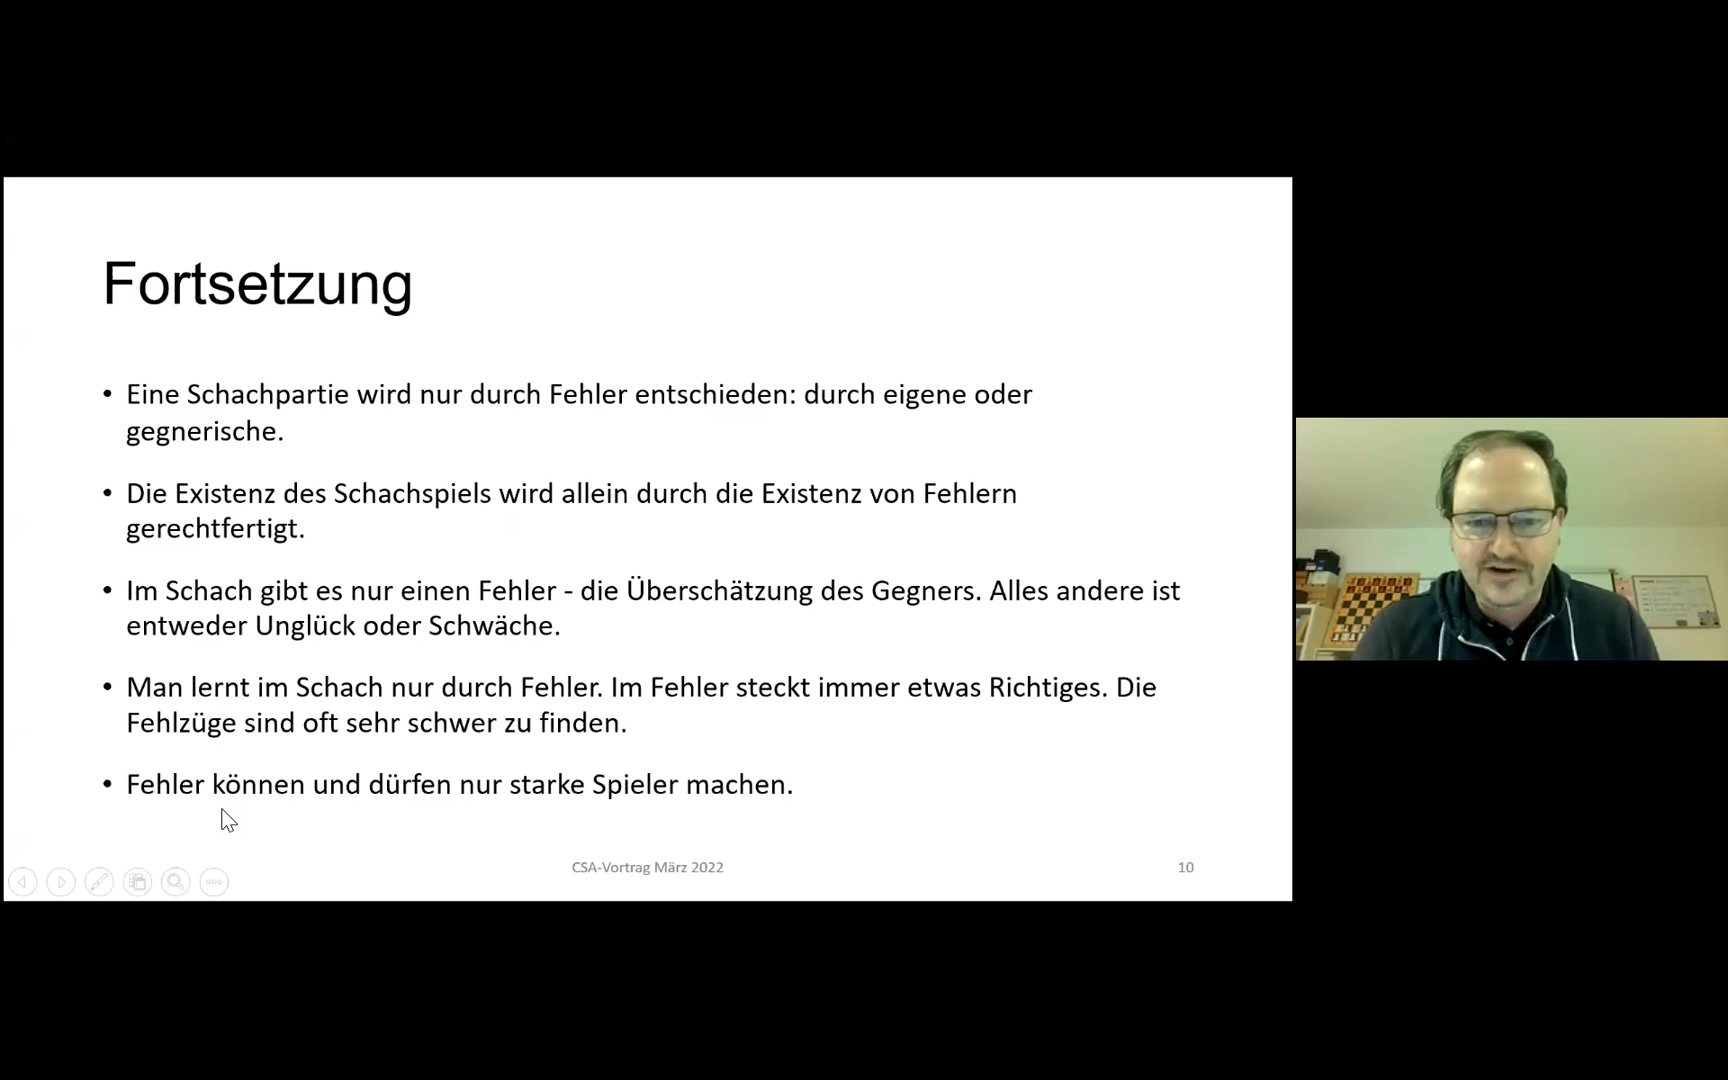 Fortsetzung
• Eine Schachpartie wird nur durch Fehler entschieden: durch eigene oder
gegnerische.
• Die Existenz des Schachspiels wird allein durch die Existenz von Fehlern
gerechtfertigt.
• Im Schach gibt es nur einen Fehler - die Überschätzung des Gegners. Alles andere ist
entweder Unglück oder Schwäche.
• Man lernt im Schach nur durch Fehler. Im Fehler steckt immer etwas Richtiges. Die
Fehlzüge sind oft sehr schwer zu finden.
• Fehler können und dürfen nur starke Spieler machen.
CSA-Vortrag März 2022
10